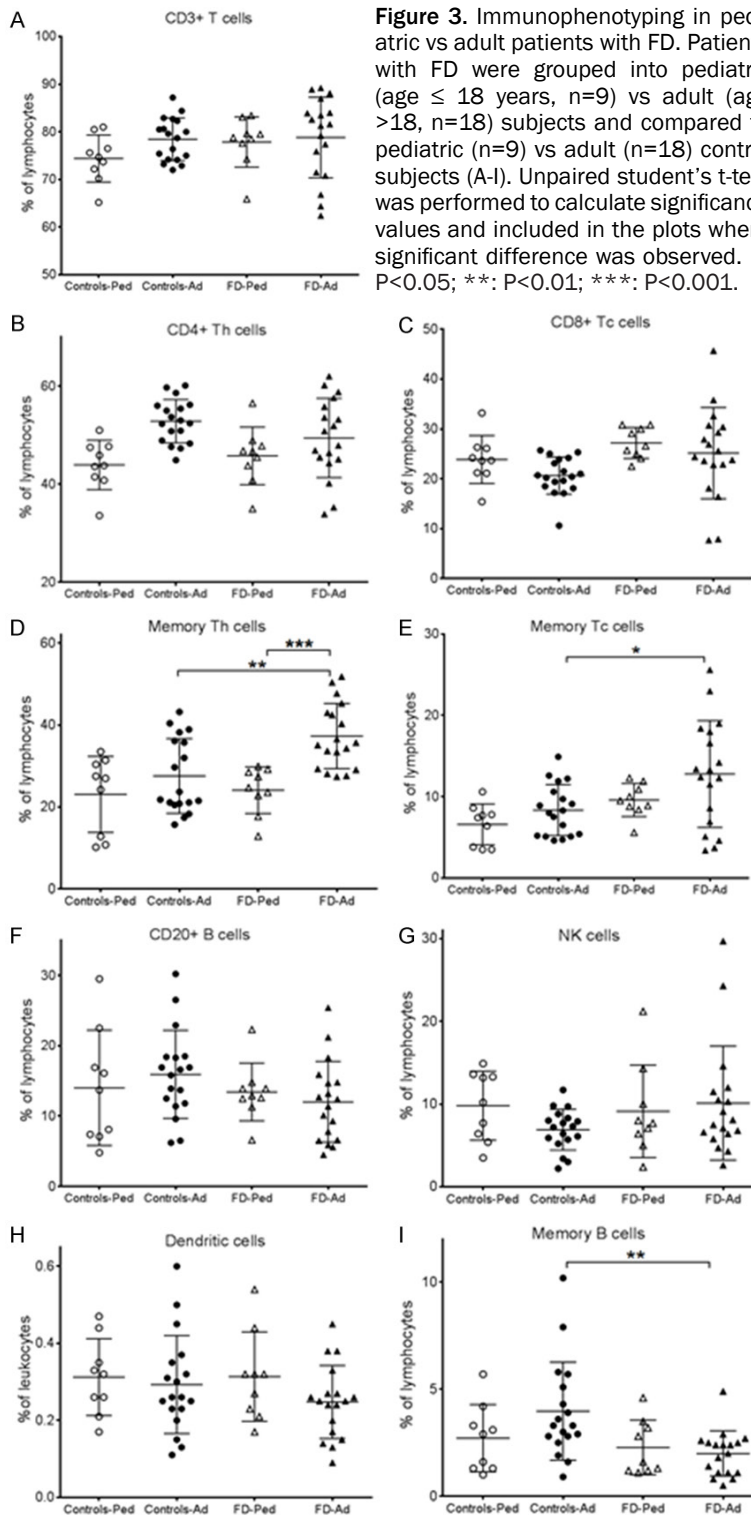 A
CD3+ T cells
Figure 3. Immunophenotyping in pedi
atric vs adult patients with FD. Patient
with FD were grouped into pediatri
(age ≤ 18 years, n=9) vs adult (ag
>18, n=18) subjects and compared
pediatric (n=9) vs adult (n=18) contr
subjects (A-I). Unpaired student's t-te
was performed to calculate significanc
values and included in the plots whe
significant difference was observed.
P<0.05; **: P<0.01; ***: P<0.001.
% of lymphocytes
100
90
80
70
60
50
Controls-Ped Controls-Ad FD-Ped FD-Ad
B
CD4+ Th cells
% of lymphocytes
60
40
20
Controls-Ped Controls-Ad FD-Ped FD-Ad
C
CD8+ Tc cells
% of lymphocytes
50
40
30
20
10
0
Controls-Ped Controls-Ad FD-Ped FD-Ad
D
Memory Th cells
***
**
% of lymphocytes
60
40
20
0
Controls-Ped Controls-Ad FD-Ped FD-Ad
E
Memory Tc cells
*
% of lymphocytes
30
20
10
0
Controls-Ped Controls-Ad FD-Ped FD-Ad
F
CD20+ B cells
% of lymphocytes
30
20
10
0
Controls-Ped Controls-Ad FD-Ped FD-Ad
G
NK cells
% of lymphocytes
30
20
10
0
Controls-Ped Controls-Ad FD-Ped FD-Ad
H
Dendritic cells
%of leukocytes
0.6
0.4
0.2
0.0
Controls-Ped Controls-Ad FD-Ped FD-Ad
I
Memory B cells
**
% of lymphocytes
10
5
0
Controls-Ped Controls-Ad FD-Ped FD-Ad